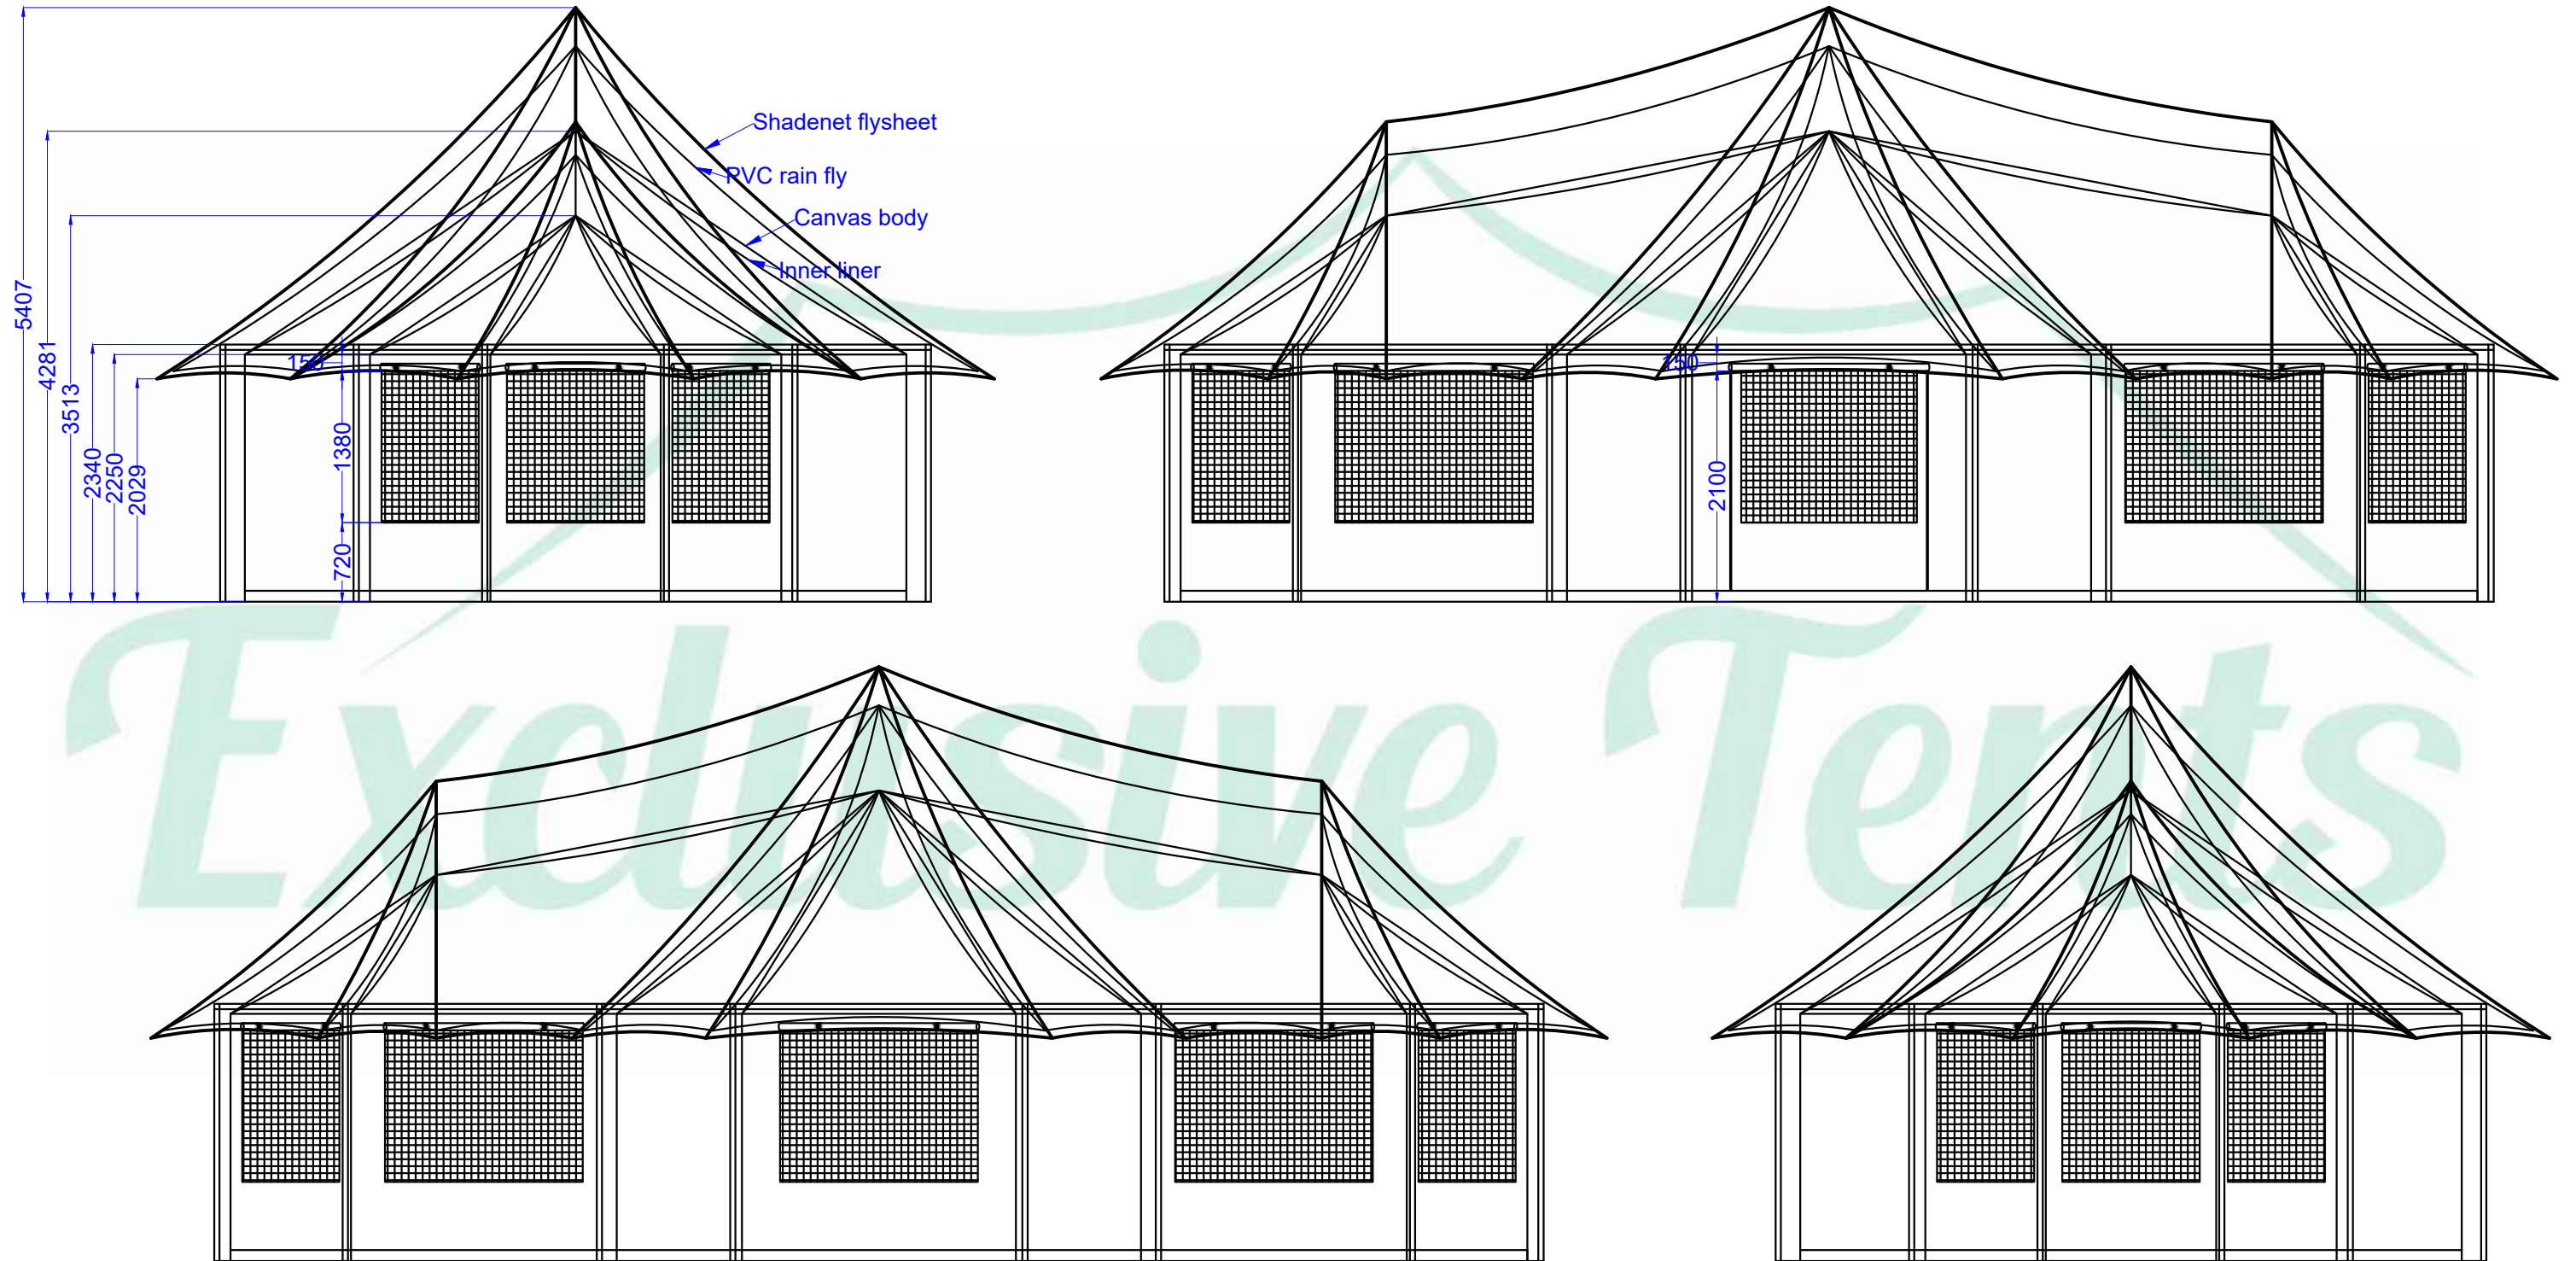 Shadenet flysheet
PVC rain fly
Canvas body
Inner liner
5407
4281
3513
2340
2250
2029
150
1380
720
150
2100
Exclusive Tents